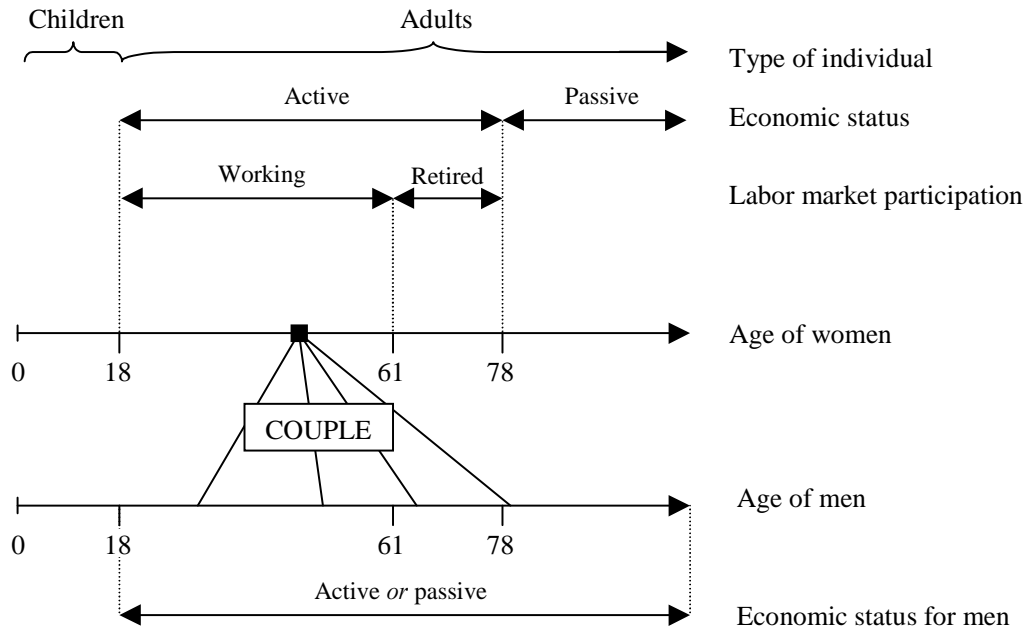 Children Adults
Type of individual
Active Passive
Economic status
Working Retired
Labor market participation
Age of women
0 18 61 78
COUPLE
Age of men
0 18 61 78
Active or passive
Economic status for men